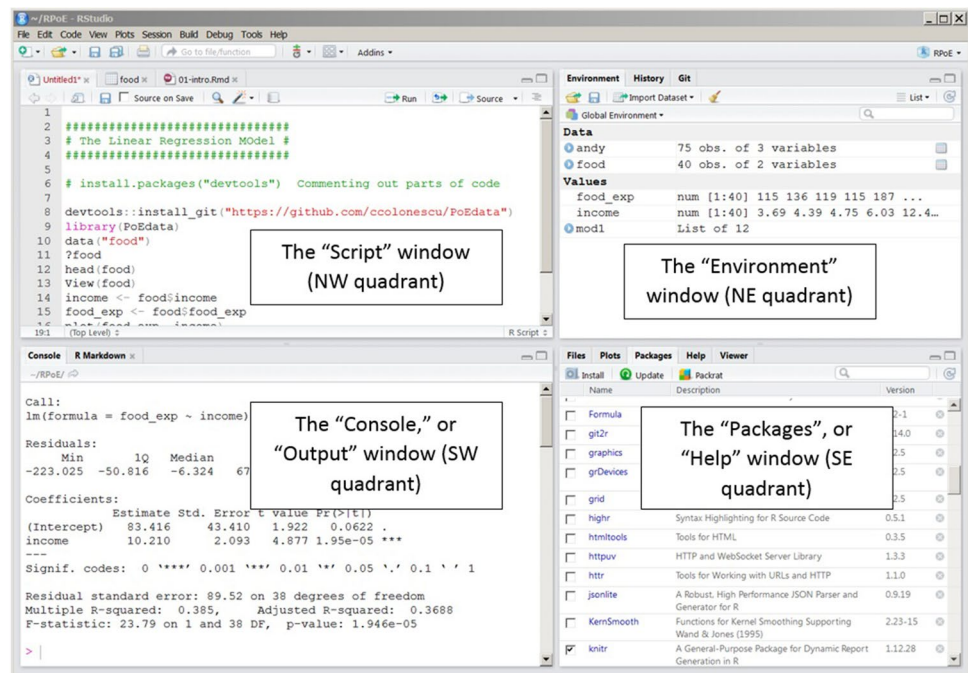 ~/RPoE - RStudio
File Edit Code View Plots Session Build Debug Tools Help
Go to file/function Addins RPoE
Untitled1* food 01-intro.Rmd
Source on Save Run Source
1
2 ###############################
3 # The Linear Regression MOdel #
4 ###############################
5
6 # install.packages("devtools") Commenting out parts of code
7
8 devtools::install_git("https://github.com/ccolonescu/PoEdata")
9 library(PoEdata)
10 data("food")
11 ?food
12 head(food)
13 View(food)
14 income <- food$income
15 food_exp <- food$food_exp
16 plot(food_exp, income)
19:1 (Top Level) R Script
The “Script” window
(NW quadrant)
Environment History Git
Import Dataset List
Global Environment
Data
andy 75 obs. of 3 variables
food 40 obs. of 2 variables
Values
food_exp num [1:40] 115 136 119 115 187 ...
income num [1:40] 3.69 4.39 4.75 6.03 12.4…
mod1 List of 12
The “Environment”
window (NE quadrant)
Console R Markdown
~/RPoE/
Call:
lm(formula = food_exp ~ income)
Residuals:
Min 1Q Median
-223.025 -50.816 -6.324 67
Coefficients:
Estimate Std. Error t value Pr(>|t|)
(Intercept) 83.416 43.410 1.922 0.0622 .
income 10.210 2.093 4.877 1.95e-05 ***
---
Signif. codes: 0 ‘***’ 0.001 ‘**’ 0.01 ‘*’ 0.05 ‘.’ 0.1 ‘ ’ 1
Residual standard error: 89.52 on 38 degrees of freedom
Multiple R-squared: 0.385, Adjusted R-squared: 0.3688
F-statistic: 23.79 on 1 and 38 DF, p-value: 1.946e-05
>
The “Console,” or
“Output” window (SW
quadrant)
Files Plots Packages Help Viewer
Install Update Packrat
Name Description Version
Formula 2-1
git2r 14.0
graphics 2.5
grDevices 2.5
grid 2.5
highr Syntax Highlighting for R Source Code 0.5.1
htmltools Tools for HTML 0.3.5
httpuv HTTP and WebSocket Server Library 1.3.3
httr Tools for Working with URLs and HTTP 1.1.0
jsonlite A Robust, High Performance JSON Parser and 0.9.19
Generator for R
KernSmooth Functions for Kernel Smoothing Supporting 2.23-15
Wand & Jones (1995)
knitr A General-Purpose Package for Dynamic Report 1.12.28
Generation in R
The “Packages”, or
“Help” window (SE
quadrant)